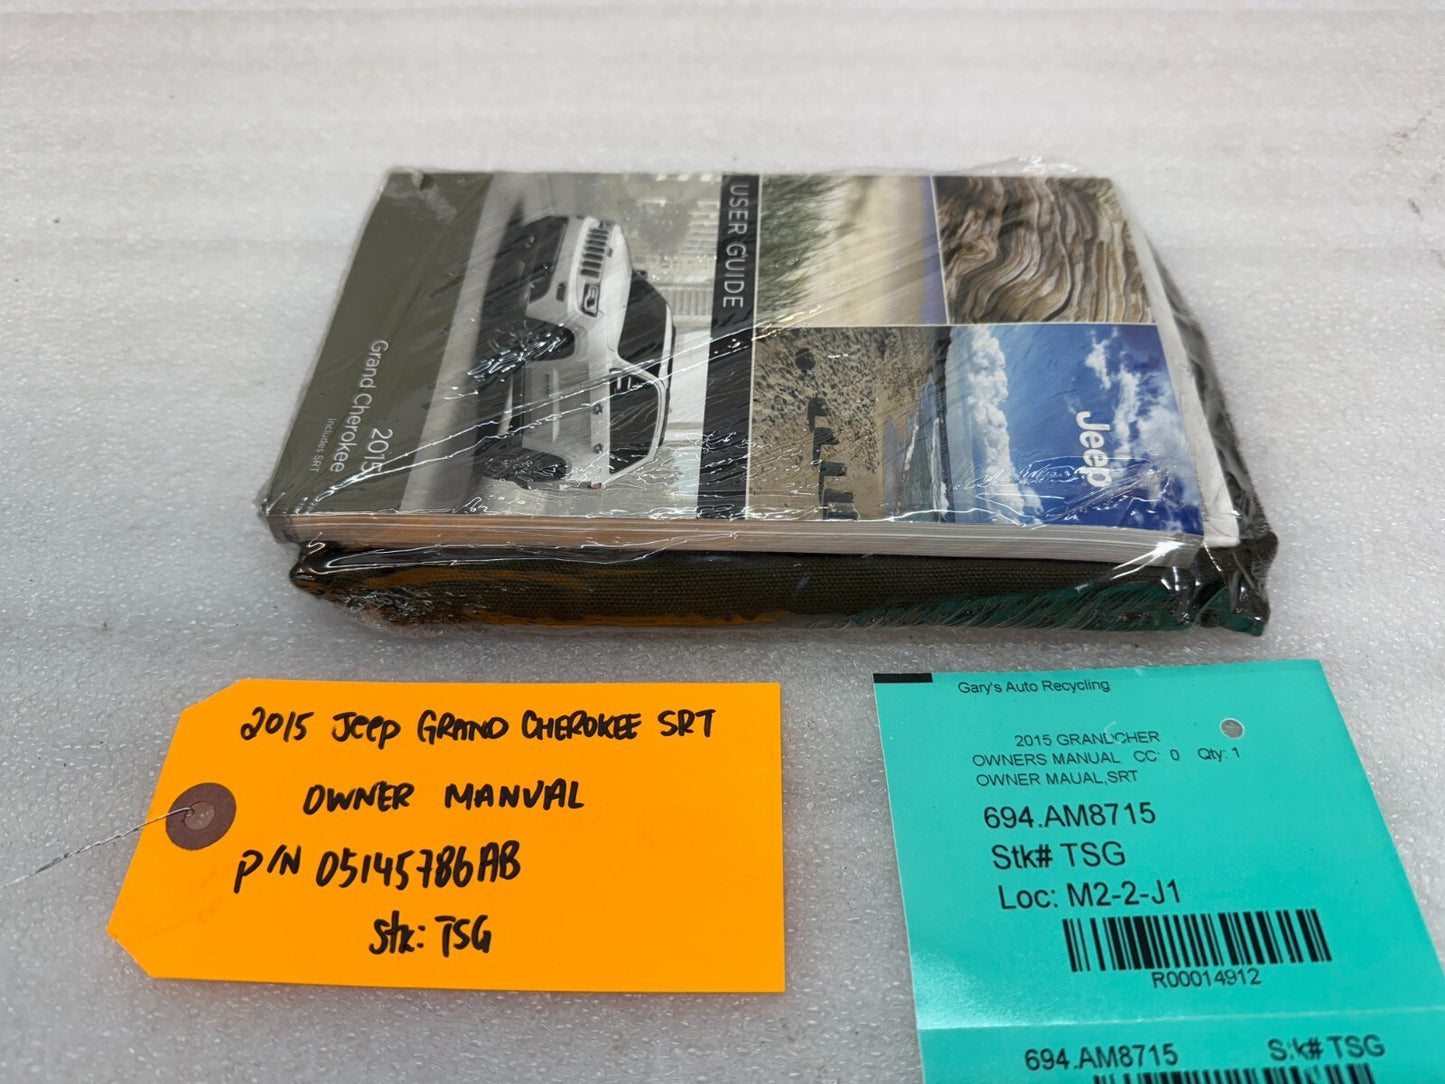 USER GUIDE
Jeep
2015
Grand Cherokee
Includes SRT
2015 Jeep GRAND CHEROKEE SRT
OWNER MANUAL
P/N 05145786AB
Stk: TSG
Gary's Auto Recycling
2015 GRANDCHER
OWNERS MANUAL CC: 0 Qty: 1
OWNER MAUAL,SRT
694.AM8715
Stk# TSG
Loc: M2-2-J1
R00014912
694.AM8715 Stk# TSG